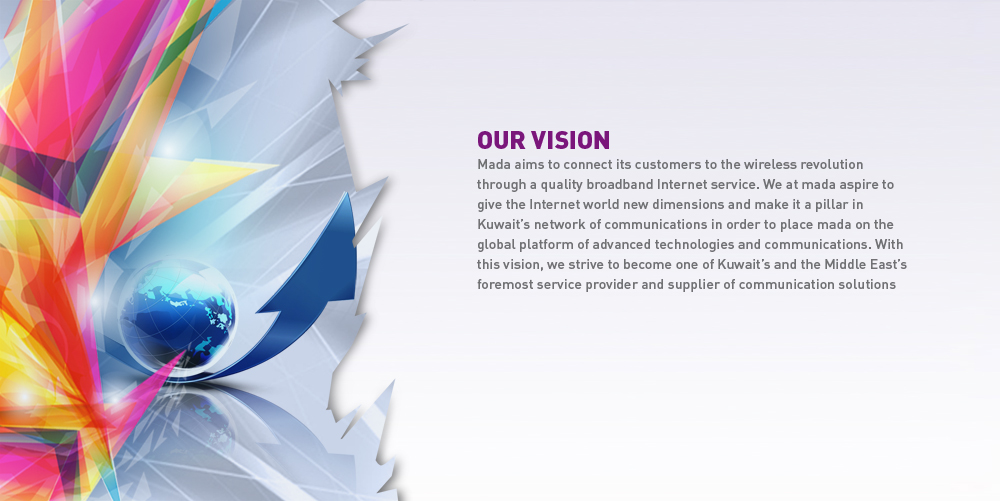 OUR VISION
Mada aims to connect its customers to the wireless revolution
through a quality broadband Internet service. We at mada aspire to
give the Internet world new dimensions and make it a pillar in
Kuwait's network of communications in order to place mada on the
global platform of advanced technologies and communications. With
this vision, we strive to become one of Kuwait's and the Middle East's
foremost service provider and supplier of communication solutions